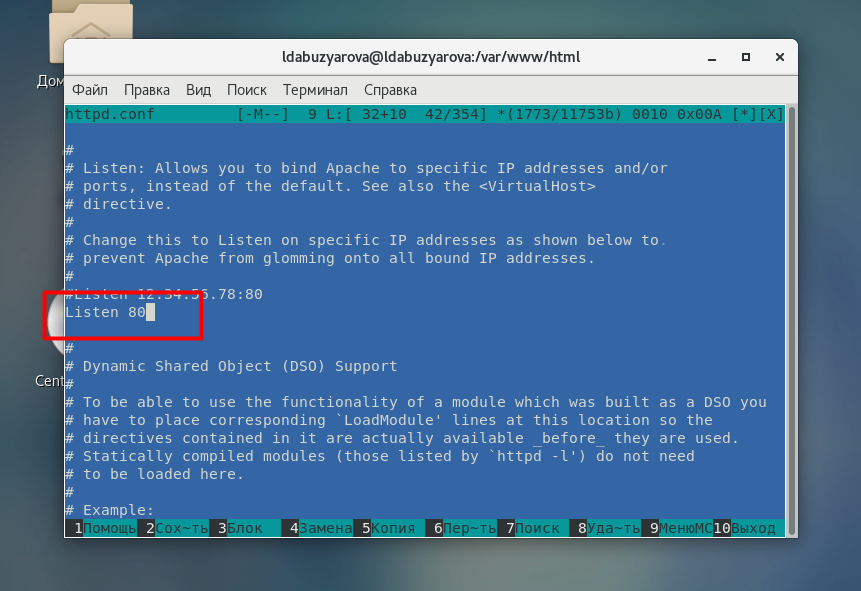 Дом
ldabuzyarova@ldabuzyarova:/var/www/html
Файл Правка Вид Поиск Терминал Справка
httpd.conf [-M--] 9 L:[ 32+10 42/354] *(1773/11753b) 0010 0x00A [*][X]
#
# Listen: Allows you to bind Apache to specific IP addresses and/or
# ports, instead of the default. See also the <VirtualHost>
# directive.
#
# Change this to Listen on specific IP addresses as shown below to.
# prevent Apache from glomming onto all bound IP addresses.
#
#Listen 12.34.56.78:80
Listen 80
Cent
#
# Dynamic Shared Object (DSO) Support
#
# To be able to use the functionality of a module which was built as a DSO you
# have to place corresponding `LoadModule' lines at this location so the
# directives contained in it are actually available _before_ they are used.
# Statically compiled modules (those listed by `httpd -l') do not need
# to be loaded here.
#
# Example:
1Помощь 2Сох~ть 3Блок 4Замена 5Копия 6Пер~ть 7Поиск 8Уда~ть 9МенюMC 10Выход